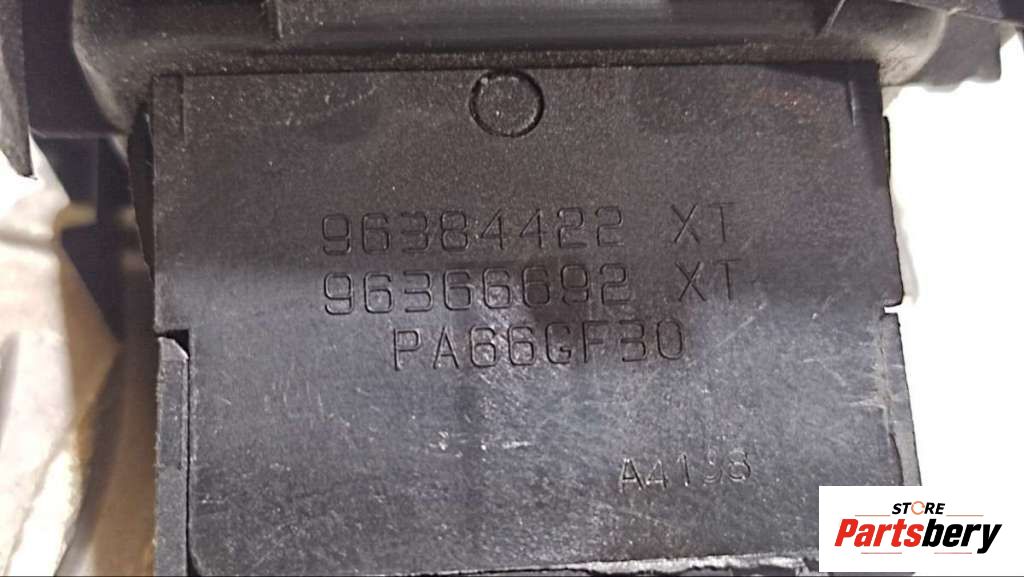 96384422 XT
96366692 XT
PA66GF30
A4198
STORE
Partsbery